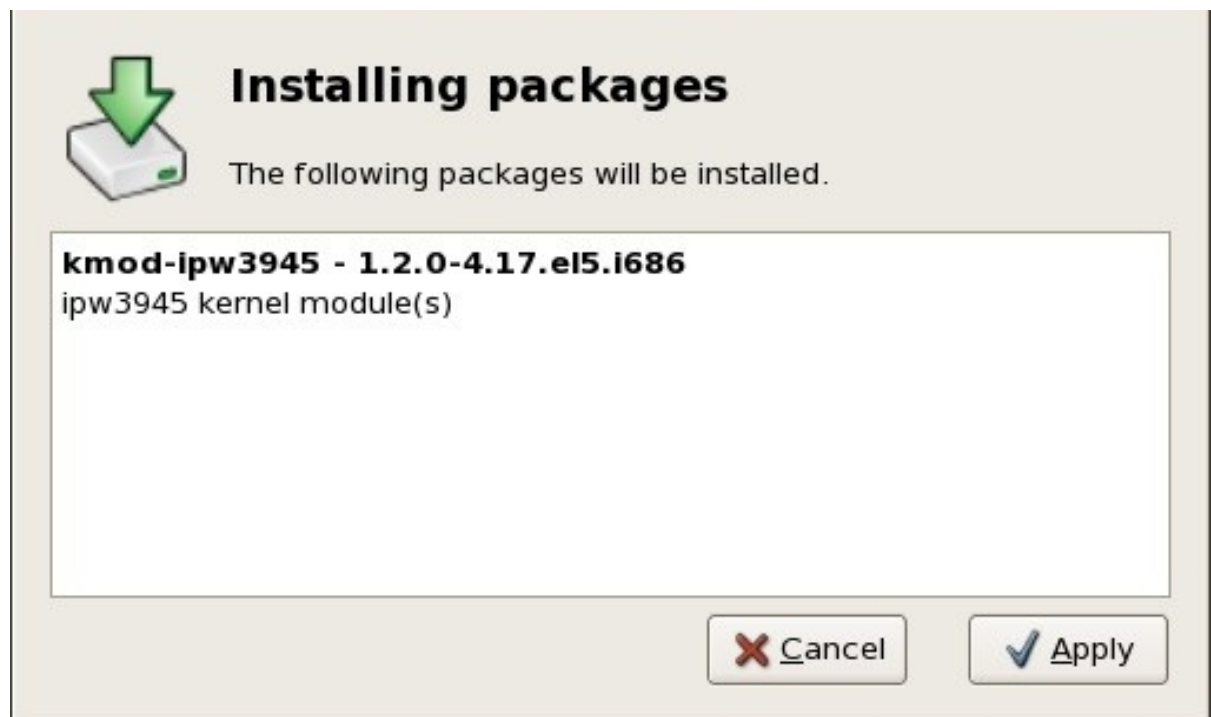 Installing packages
The following packages will be installed.
kmod-ipw3945 - 1.2.0-4.17.el5.i686
ipw3945 kernel module(s)
Cancel
Apply